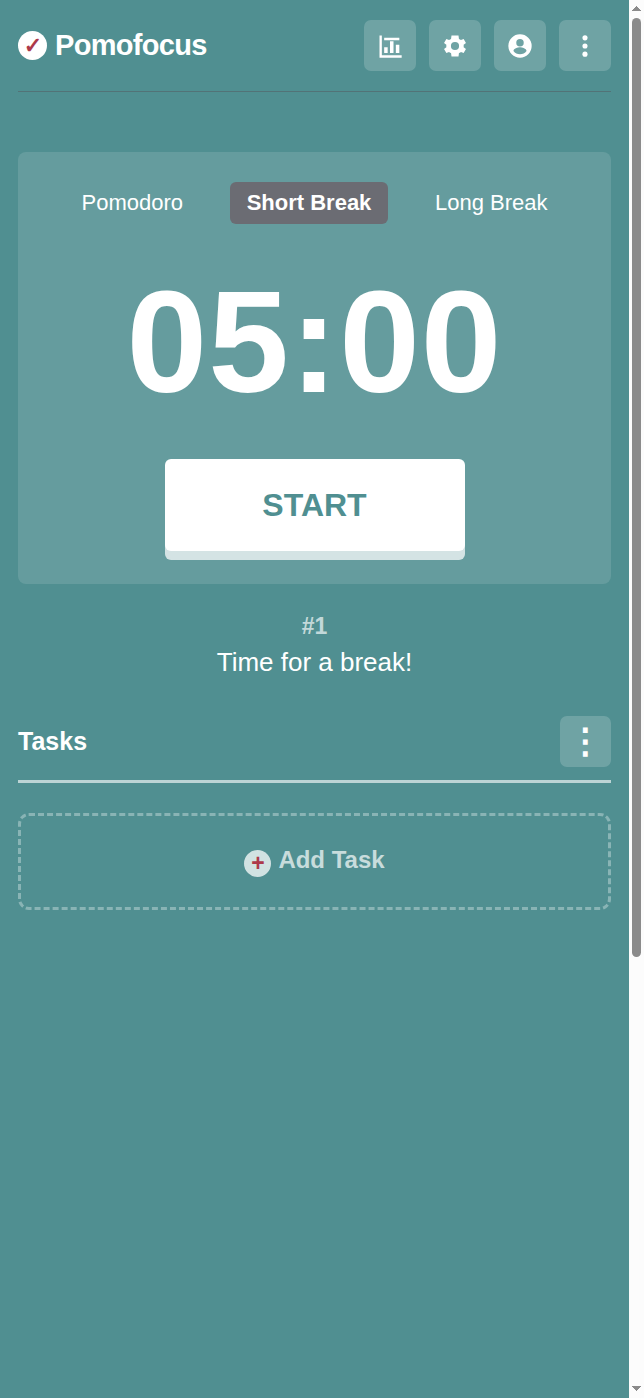 Pomofocus
Pomodoro Short Break Long Break
05:00
START
#1
Time for a break!
Tasks
Add Task